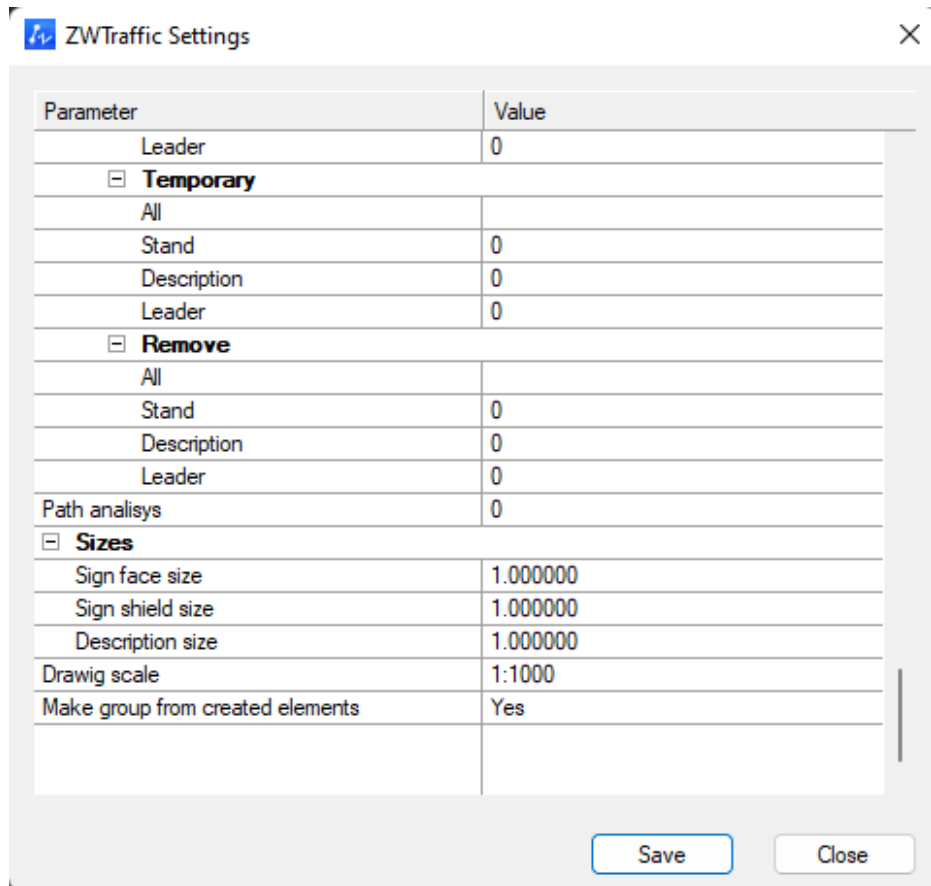 ZWTraffic Settings
Parameter Value
Leader 0
Temporary
All
Stand 0
Description 0
Leader 0
Remove
All
Stand 0
Description 0
Leader 0
Path analisys 0
Sizes
Sign face size 1.000000
Sign shield size 1.000000
Description size 1.000000
Drawig scale 1:1000
Make group from created elements Yes
Save Close